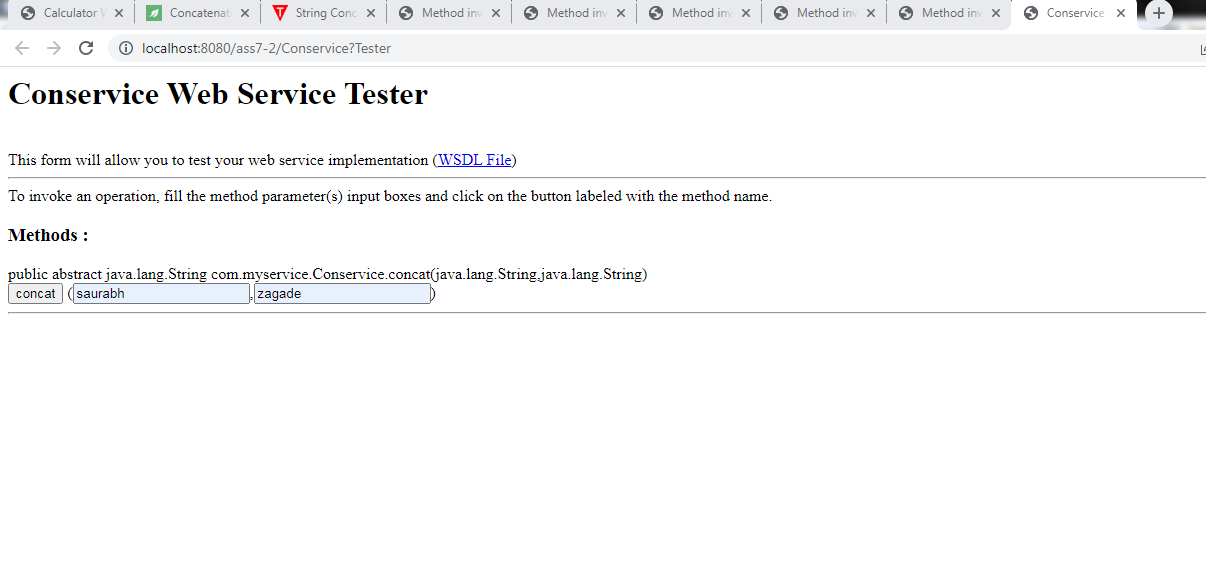 Calculator Concatenat String Conc Method inv Method inv Method inv Method inv Method inv Conservice
localhost:8080/ass7-2/Conservice?Tester
Conservice Web Service Tester
This form will allow you to test your web service implementation (WSDL File)
To invoke an operation, fill the method parameter(s) input boxes and click on the button labeled with the method name.
Methods :
public abstract java.lang.String com.myservice.Conservice.concat(java.lang.String,java.lang.String)
concat (saurabh,zagade)